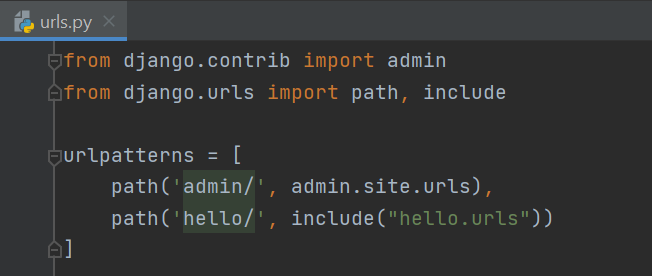 urls.py
from django.contrib import admin
from django.urls import path, include
urlpatterns = [
path('admin/', admin.site.urls),
path('hello/', include("hello.urls"))
]